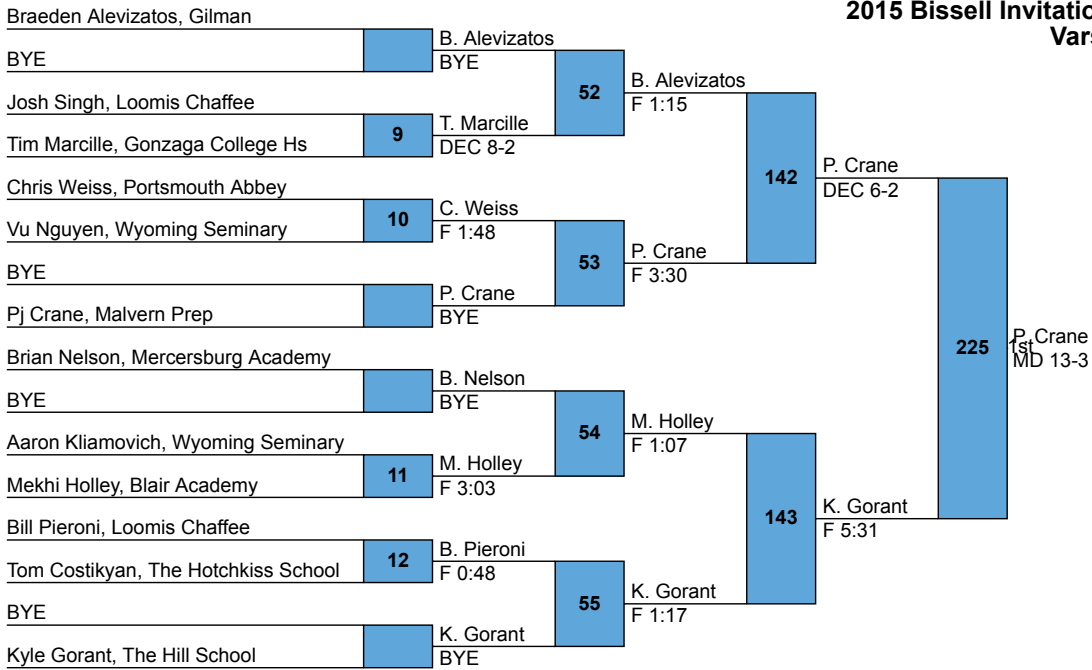 2015 Bissell Invitatio
Vars
Braeden Alevizatos, Gilman
BYE
Josh Singh, Loomis Chaffee
Tim Marcille, Gonzaga College Hs
Chris Weiss, Portsmouth Abbey
Vu Nguyen, Wyoming Seminary
BYE
Pj Crane, Malvern Prep
Brian Nelson, Mercersburg Academy
BYE
Aaron Kliamovich, Wyoming Seminary
Mekhi Holley, Blair Academy
Bill Pieroni, Loomis Chaffee
Tom Costikyan, The Hotchkiss School
BYE
Kyle Gorant, The Hill School
9
10
11
12
B. Alevizatos
BYE
T. Marcille
DEC 8-2
C. Weiss
F 1:48
P. Crane
BYE
B. Nelson
BYE
M. Holley
F 3:03
B. Pieroni
F 0:48
K. Gorant
BYE
52
53
54
55
B. Alevizatos
F 1:15
P. Crane
F 3:30
M. Holley
F 1:07
K. Gorant
F 1:17
142
143
P. Crane
DEC 6-2
K. Gorant
F 5:31
225
P. Crane
1st
MD 13-3